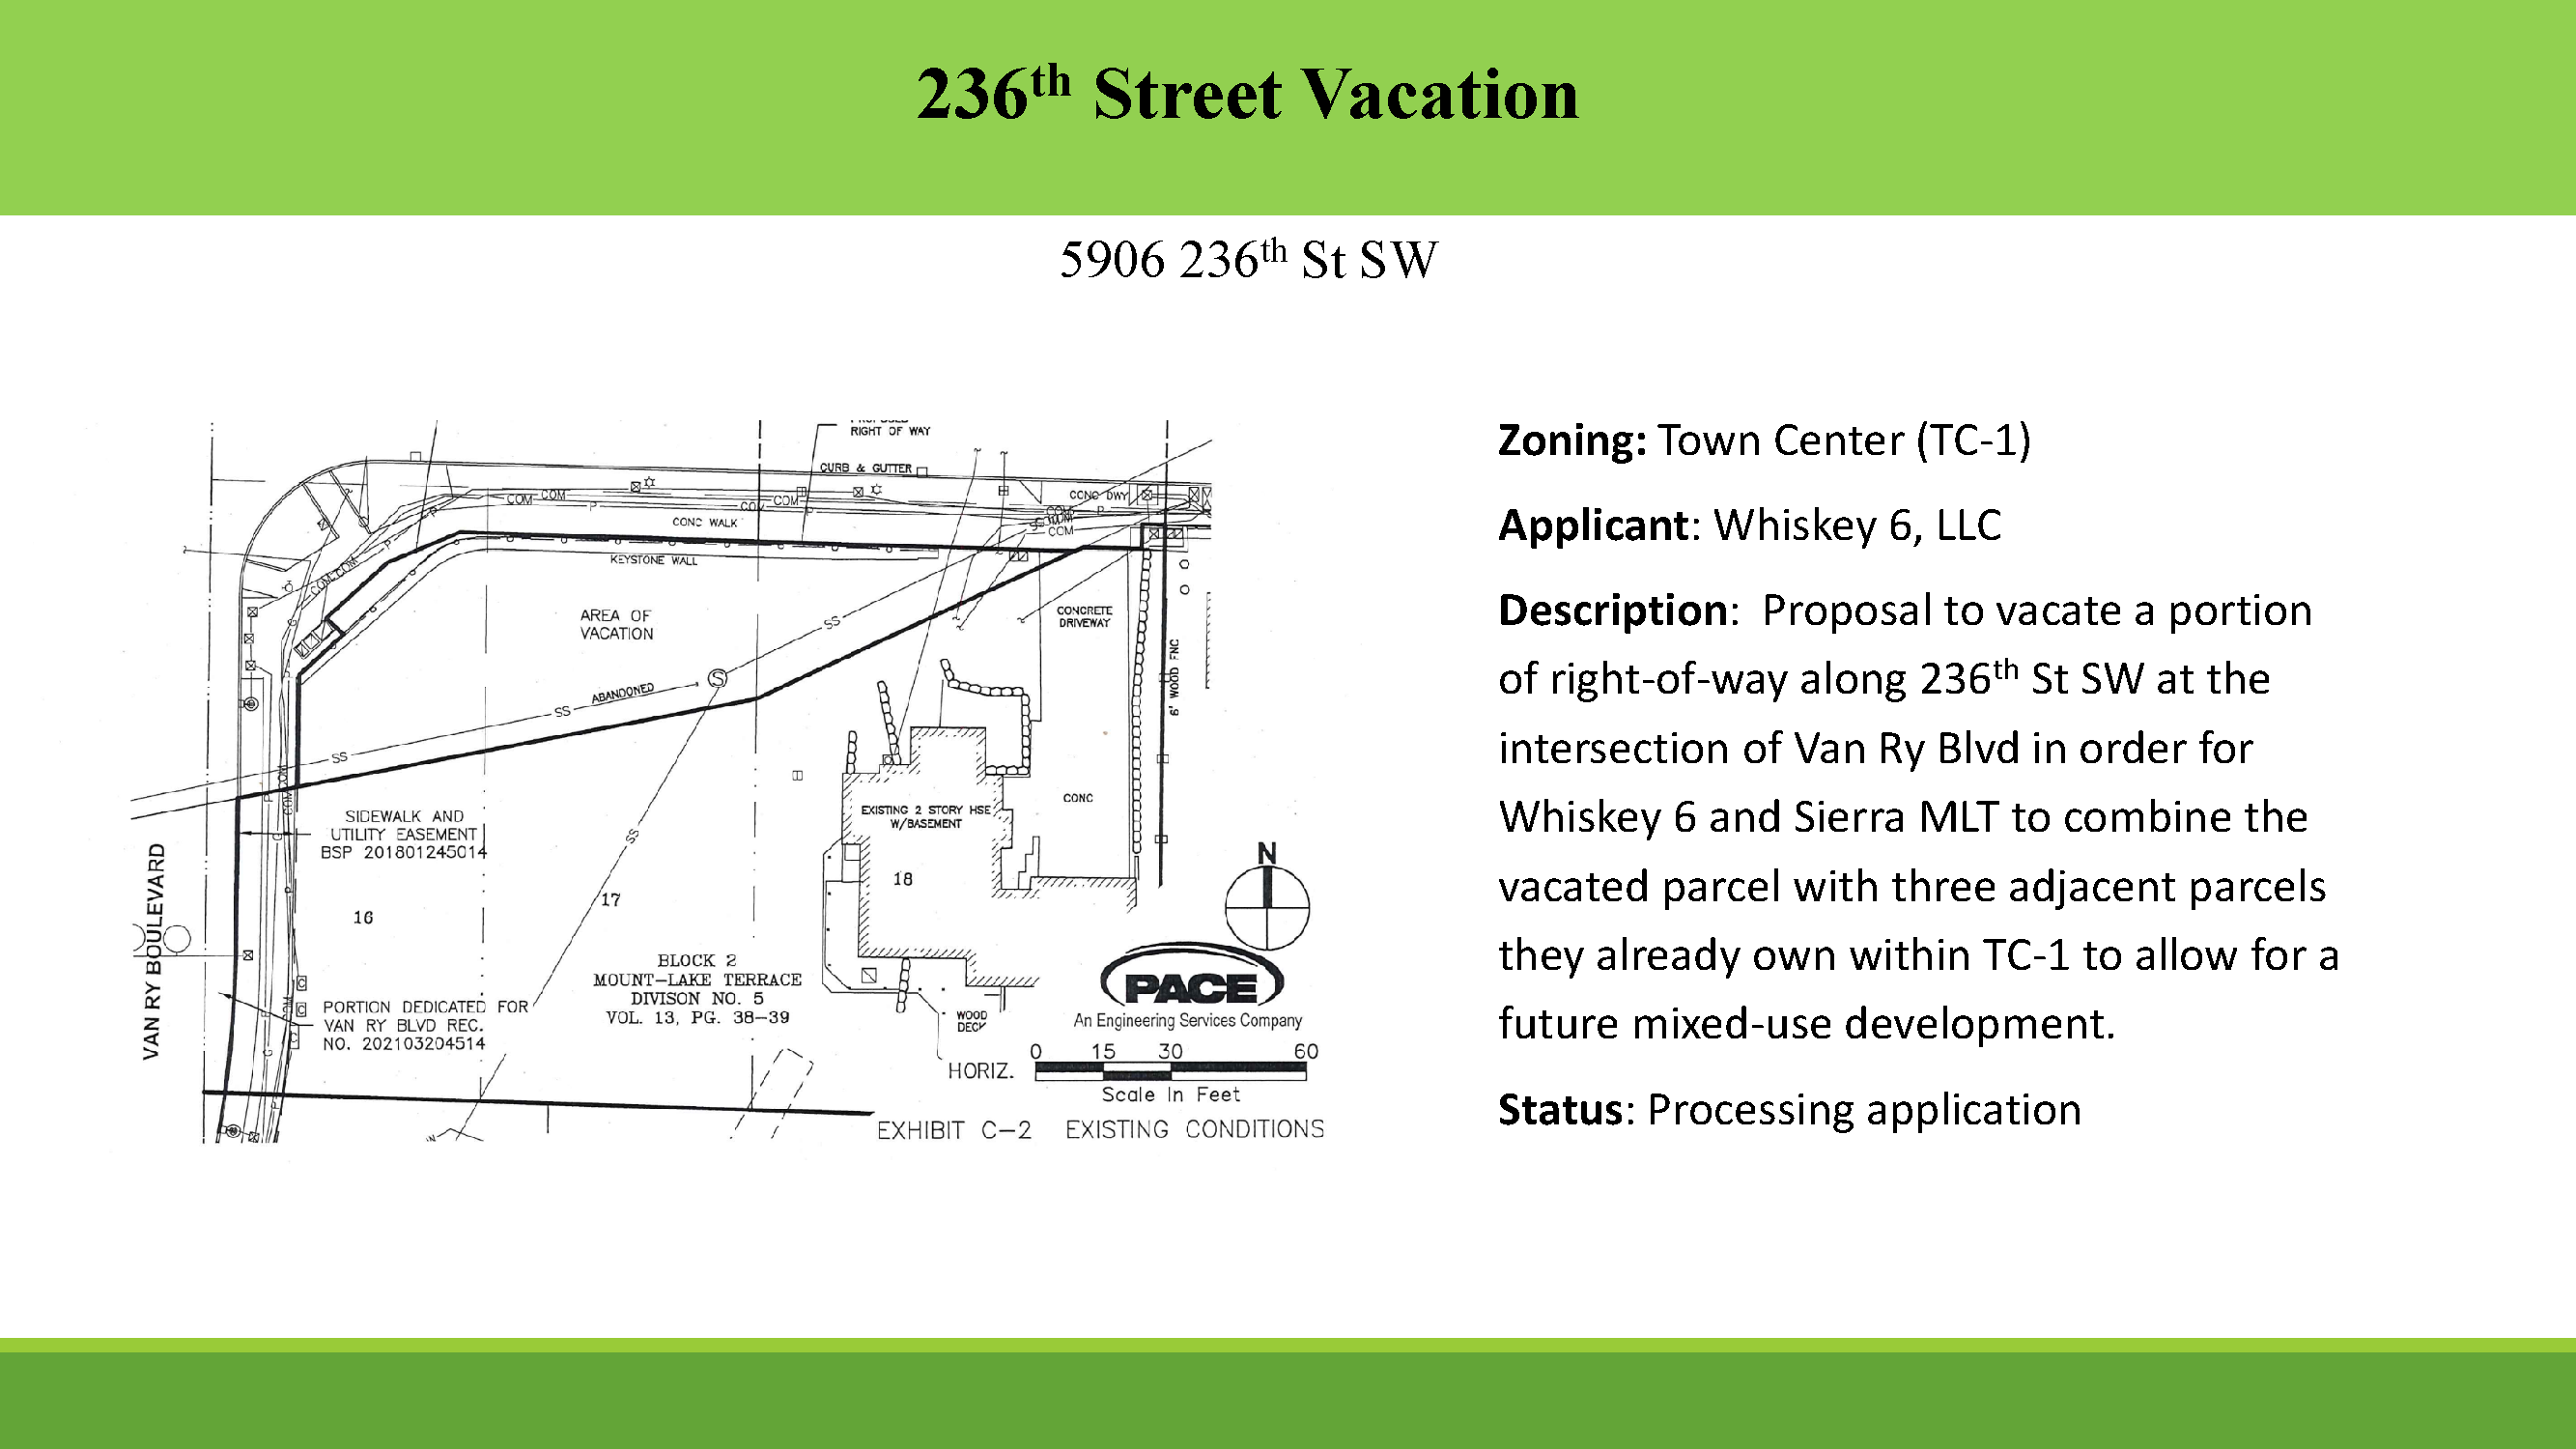 236th Street Vacation
5906 236th St SW
RIGHT OF WAY
CURB & GUTTER
COM
COM
COM
COM
CONC DWY
COM
COM
CONC WALK
KEYSTONE WALL
COM
COM
AREA OF
VACATION
CONCRETE
DRIVEWAY
SS
S
ABANDONED
SS
SS
6' WOOD FNC
SIDEWALK AND
UTILITY EASEMENT
BSP 201801245014
SS
EXISTING 2 STORY HSE
W/BASEMENT
CONC
N
VAN RY BOULEVARD
16
17
18
BLOCK 2
MOUNT-LAKE TERRACE
DIVISON NO. 5
VOL. 13, PG. 38-39
PORTION DEDICATED FOR
VAN RY BLVD REC.
NO. 202103204514
WOOD
DECK
PACE
An Engineering Services Company
0 15 30 60
HORIZ.
Scale In Feet
EXHIBIT C-2 EXISTING CONDITIONS
Zoning: Town Center (TC-1)
Applicant: Whiskey 6, LLC
Description: Proposal to vacate a portion
of right-of-way along 236th St SW at the
intersection of Van Ry Blvd in order for
Whiskey 6 and Sierra MLT to combine the
vacated parcel with three adjacent parcels
they already own within TC-1 to allow for a
future mixed-use development.
Status: Processing application